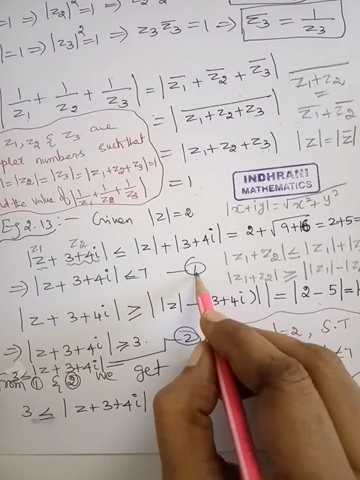 |z₂|²=1
|=1 ⇒ |z₃|²=1 ⇒ z₃ z̅₃ = 1 ⇒ z̅₃ = 1/z₃
|1/z₁ + 1/z₂ + 1/z₃| = |z̅₁ + z̅₂ + z̅₃|
= |z̅₁+z₂+z₃|
z₁+z₂
=
z̅₁+z̅₂
|z|=|z̅|
z₁, z₂ & z₃ are
numbers such that
|=|z₂|=|z₃|=|z₁+z₂+z₃|=1
the value of |1/z₁+1/z₂+1/z₃|
= |z₁+z₂+z₃|
= 1
INDHRANI
MATHEMATICS
Eg 2.13:- Given |z|=2
|x+iy|=√x²+y²
z₁ z₂
|z+3+4i| ≤ |z|+|3+4i| = 2+√9+16 = 2+5=
⇒ |z+3+4i| ≤ 7 — ①
|z₁+z₂| ≤ |z₁|+|z₂
|z₁+z₂| ≥ ||z₁|-|z
|z+3+4i| ≥ ||z|- 3+4i)| = |2-5|=
⇒ |z+3+4i| ≥ 3. — ②
=2, S.T
3≤ |z+3+4i|
From ① & ② We get
3 ≤ |z+3+4i|